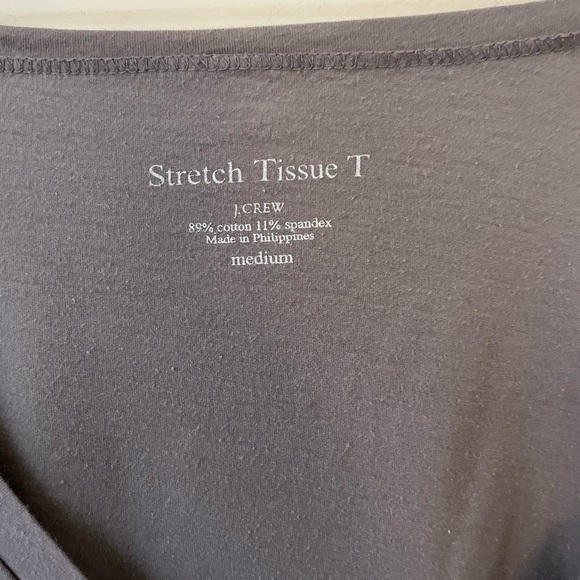 Stretch Tissue T
J.CREW
89% cotton 11% spandex
Made in Philippines
medium